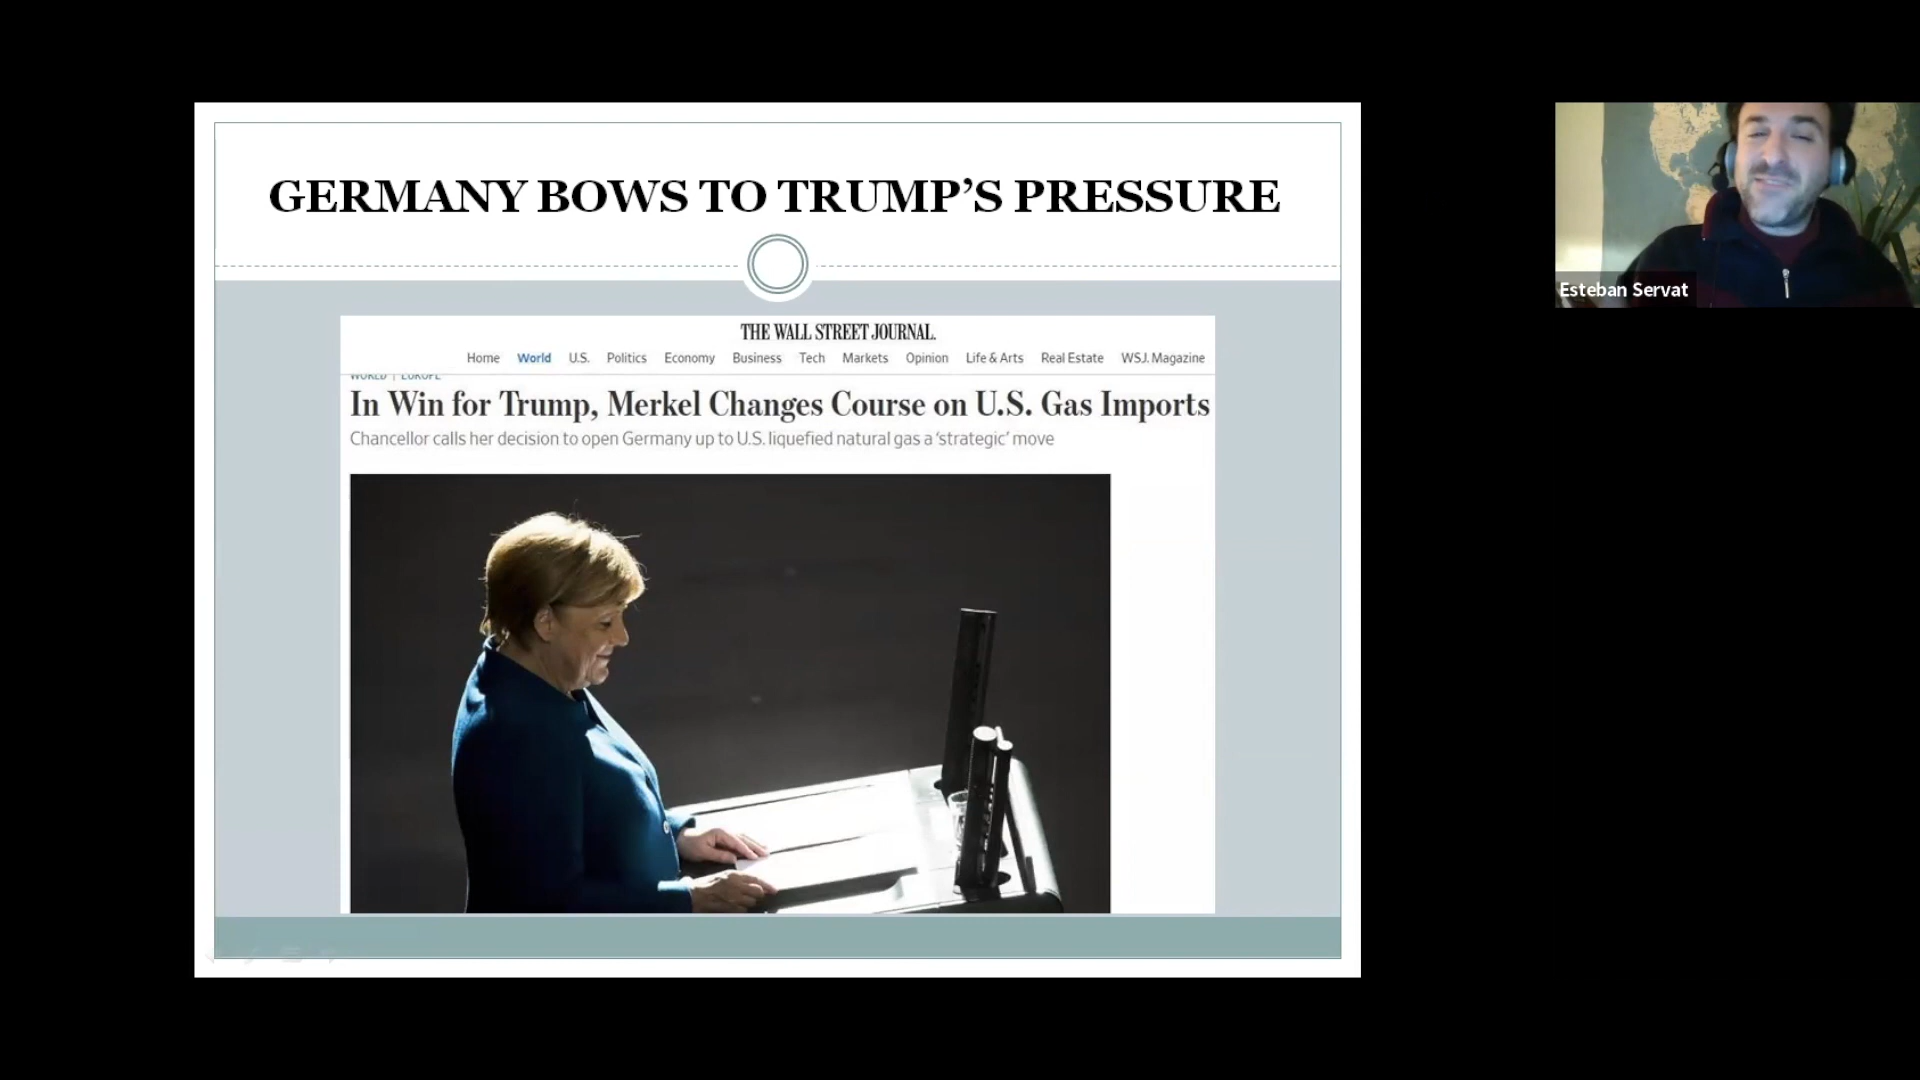 GERMANY BOWS TO TRUMP’S PRESSURE
THE WALL STREET JOURNAL.
Home World U.S. Politics Economy Business Tech Markets Opinion Life & Arts Real Estate WSJ. Magazine
WORLD | EUROPE
In Win for Trump, Merkel Changes Course on U.S. Gas Imports
Chancellor calls her decision to open Germany up to U.S. liquefied natural gas a ‘strategic’ move
Esteban Servat